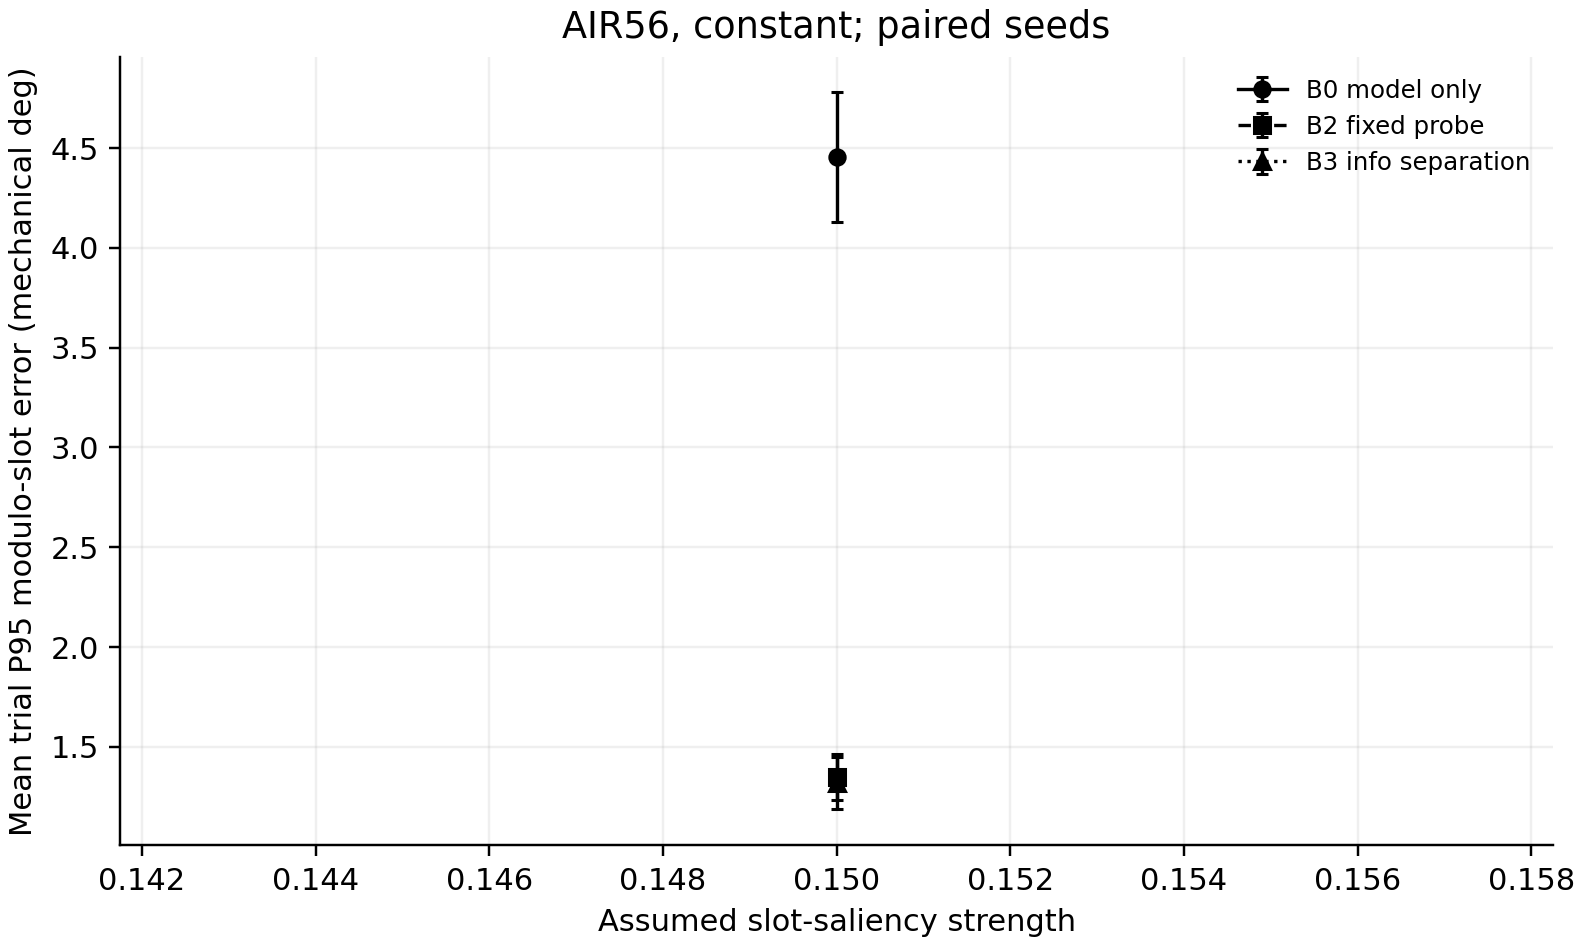 AIR56, constant; paired seeds
B0 model only
B2 fixed probe
B3 info separation
Mean trial P95 modulo-slot error (mechanical deg)
4.5
4.0
3.5
3.0
2.5
2.0
1.5
0.142 0.144 0.146 0.148 0.150 0.152 0.154 0.156 0.158
Assumed slot-saliency strength